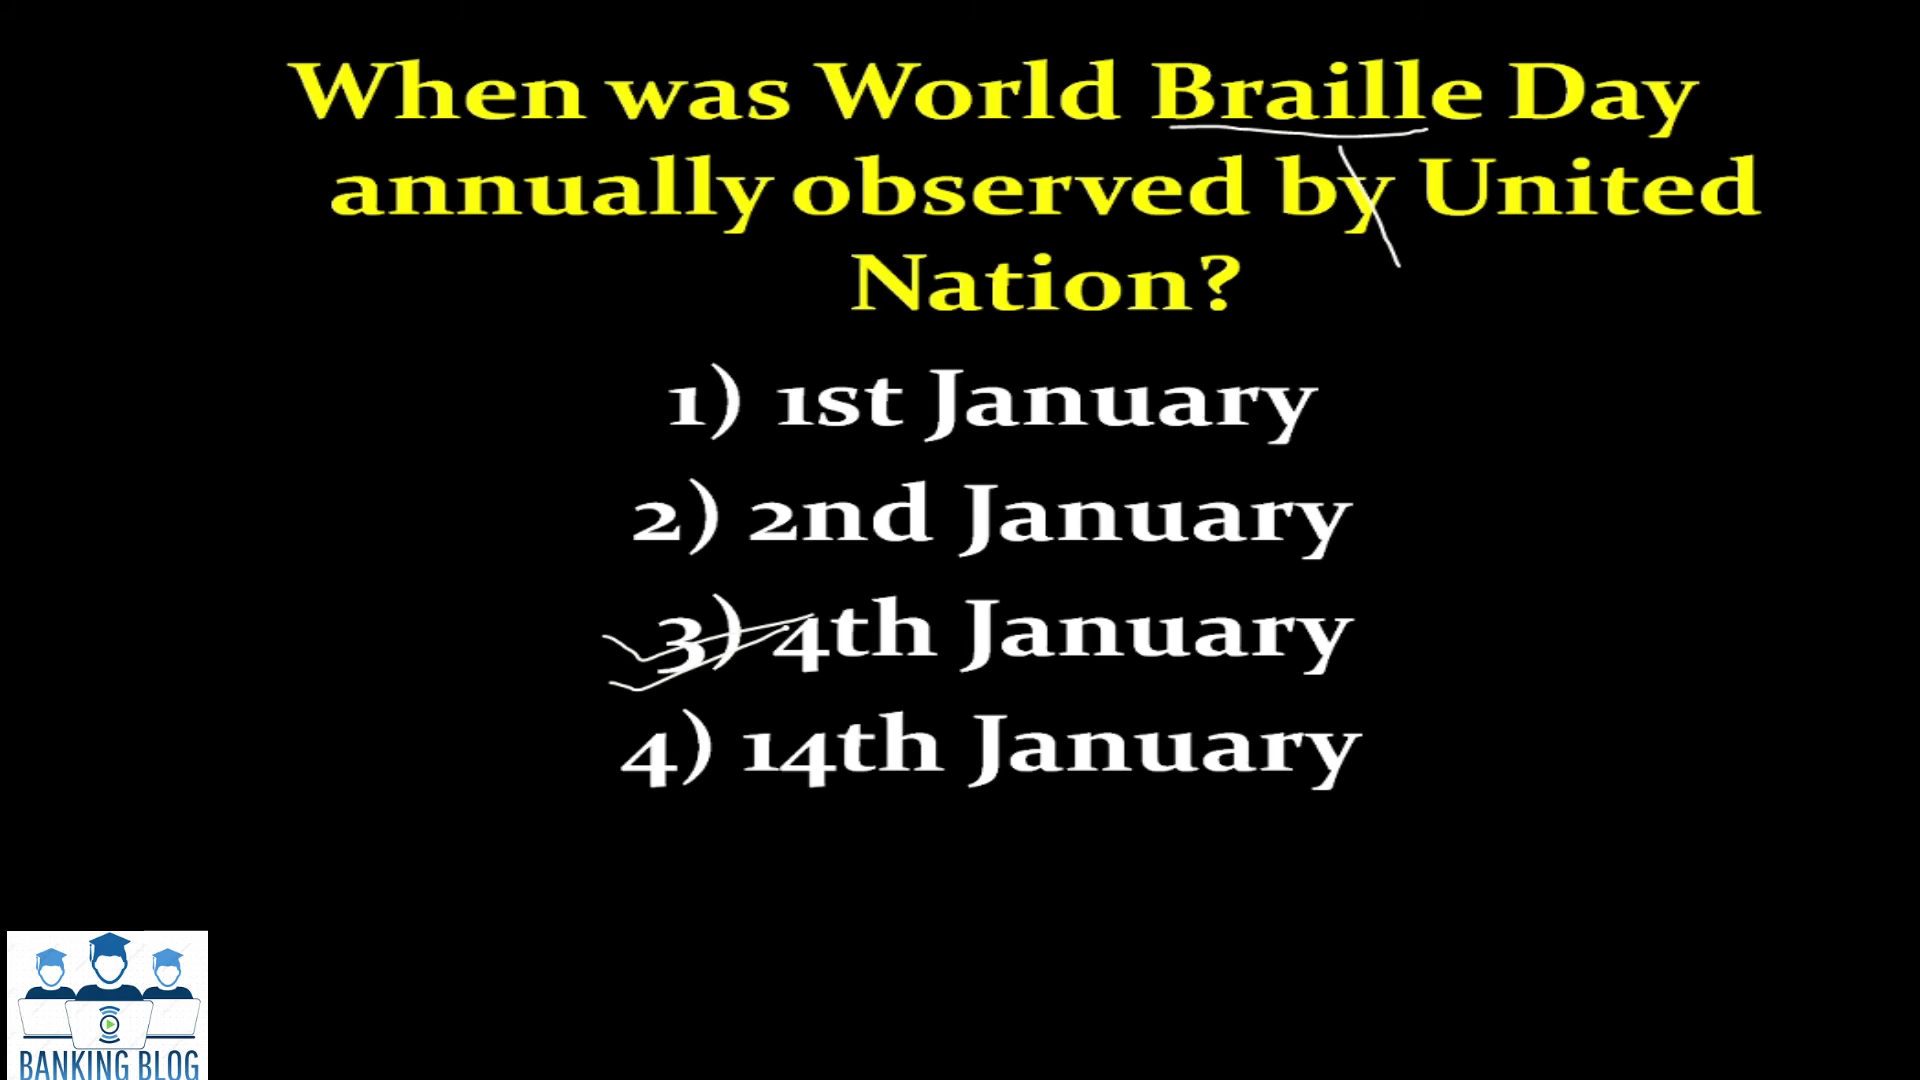 When was World Braille Day
annually observed by United
Nation?
1) 1st January
2) 2nd January
3) 4th January
4) 14th January
BANKING BLOG